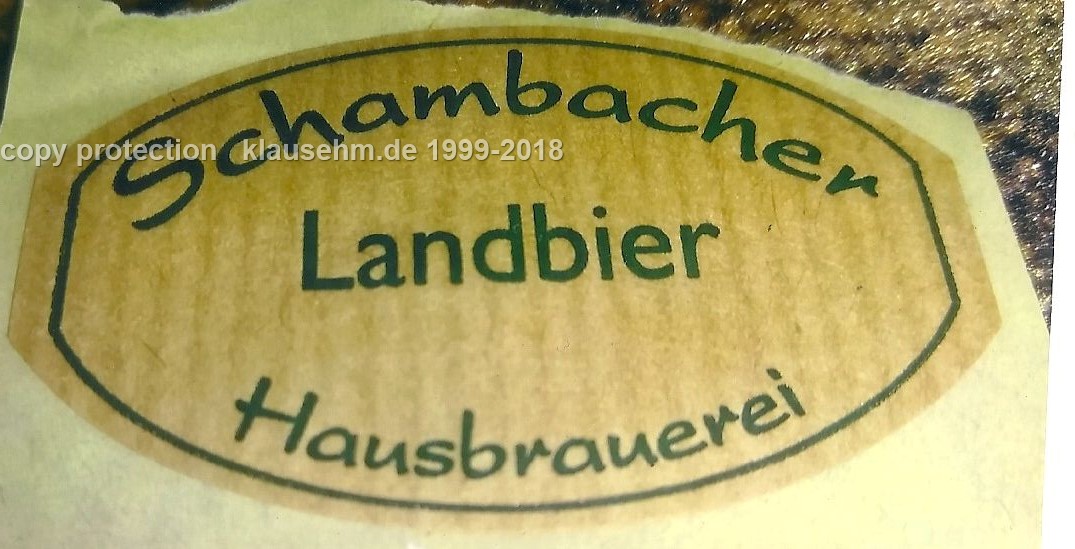 Schambacher
copy protection klausehm.de 1999-2018
Landbier
Hausbrauerei